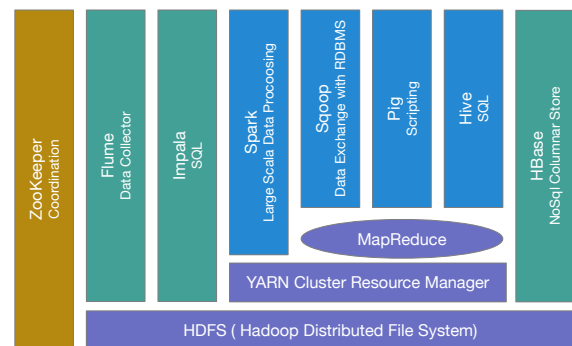 ZooKeeper
Coordination
Flume
Data Collector
Impala
SQL
Spark
Large Scala Data Procoosing
Sqoop
Data Exchange with RDBMS
Pig
Scripting
Hive
SQL
HBase
NoSql Columnar Store
MapReduce
YARN Cluster Resource Manager
HDFS ( Hadoop Distributed File System)